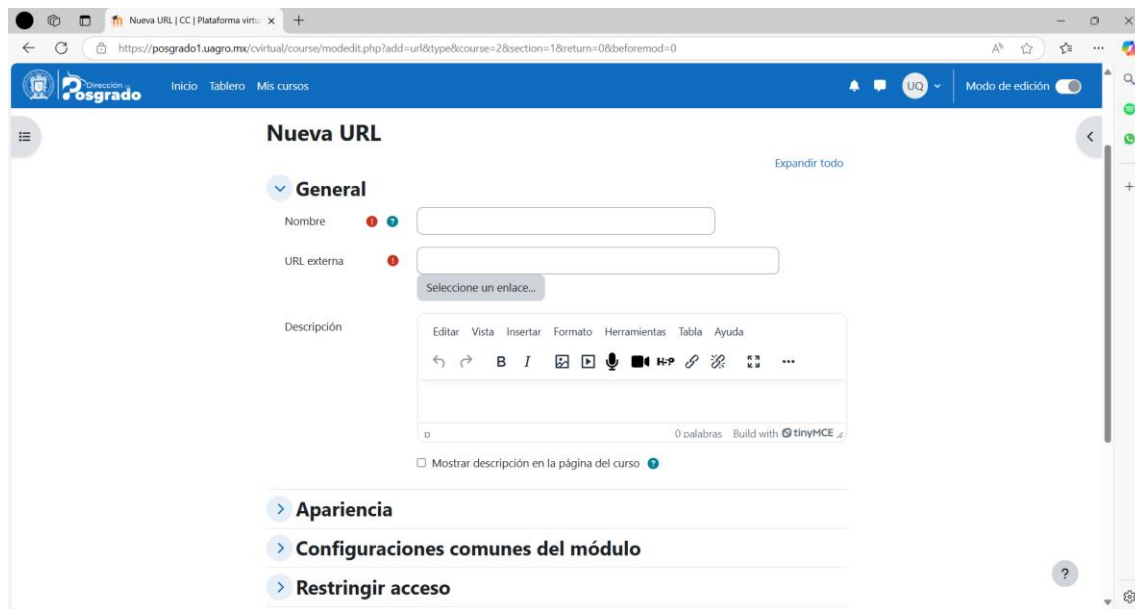 Nueva URL | CC | Plataforma virtu
https://posgrado1.uagro.mx/cvirtual/course/modedit.php?add=url&type&course=2&section=1&return=0&beforemod=0
Dirección
Posgrado
Inicio Tablero Mis cursos
UQ
Modo de edición
Nueva URL
Expandir todo
General
Nombre
URL externa
Seleccione un enlace...
Descripción
Editar Vista Insertar Formato Herramientas Tabla Ayuda
B I H5P
p 0 palabras Build with tinyMCE
Mostrar descripción en la página del curso
Apariencia
Configuraciones comunes del módulo
Restringir acceso
?